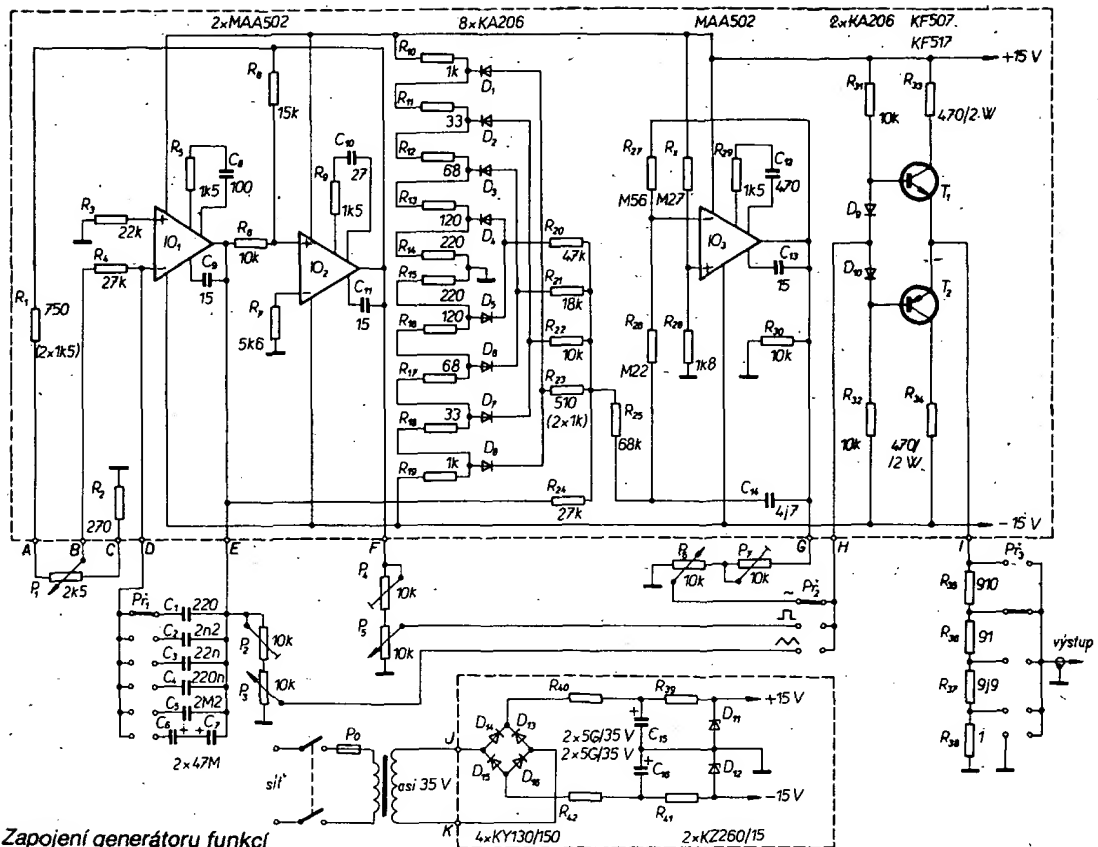 2×MAA502 8×KA206 MAA502 2×KA206 KF507
KF517
+15 V
R₁₀
1k
D₁
R₈
15k
R₁₁
33
D₂
R₃₁
10k
R₃₃
470/2 W
R₅
1k5
C₈
100
C₁₀
27
R₉
1k5
R₁₂
68
D₃
R₂₇
M56
Rₓ
M27
R₂₉
1k5
C₁₂
470
T₁
R₃
22k
R₁₃
120
D₄
R₄
27k
IO₁
R₆
10k
IO₂
R₁₄
220
R₂₀
47k
IO₃
D₉
C₉
15
R₁₅
220
D₅
R₂₁
18k
C₁₃
15
D₁₀
T₂
R₁
750
(2×1k5)
R₇
5k6
C₁₁
15
R₁₆
120
D₆
R₂₂
10k
R₂₆
M22
R₂₈
1k8
R₃₀
10k
R₁₇
68
D₇
R₂₃
510
(2×1k)
R₂₅
68k
R₃₂
10k
R₃₄
470/
/2 W
R₁₈
33
D₈
R₁₉
1k
R₂
270
R₂₄
27k
C₁₄
4j7
−15 V
A B C D E F G H I
P₁
2k5
P₄
10k
P₆
10k
P₇
10k
Př₂
Př₃
Př₁
C₁ 220
C₂ 2n2
C₃ 22n
C₄ 220n
C₅ 2M2
C₆ C₇
2×47M
P₂
10k
P₃
10k
P₅
10k
~
R₃₅
910
R₃₆
91
R₃₇
9j9
R₃₈
1
výstup
síť
Po
asi 35 V
J
K
D₁₄ D₁₃
D₁₅ D₁₆
R₄₀
R₃₉
+15 V
C₁₅
D₁₁
2×5G/35 V
2×5G/35 V
C₁₆
D₁₂
R₄₂
R₄₁
−15 V
4×KY130/150 2×KZ260/15
Zapojení generátoru funkcí